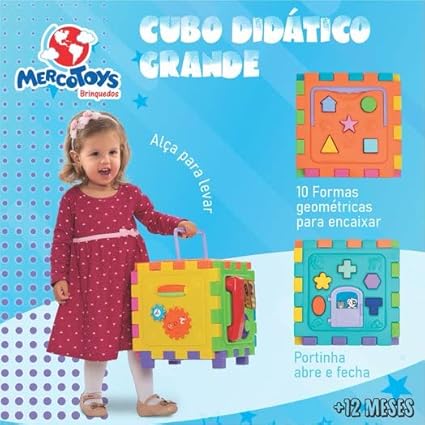 MERCOTOYS
Brinquedos
CUBO DIDÁTICO
GRANDE
Alça para levar
10 Formas
geométricas
para encaixar
Portinha
abre e fecha
+12 MESES